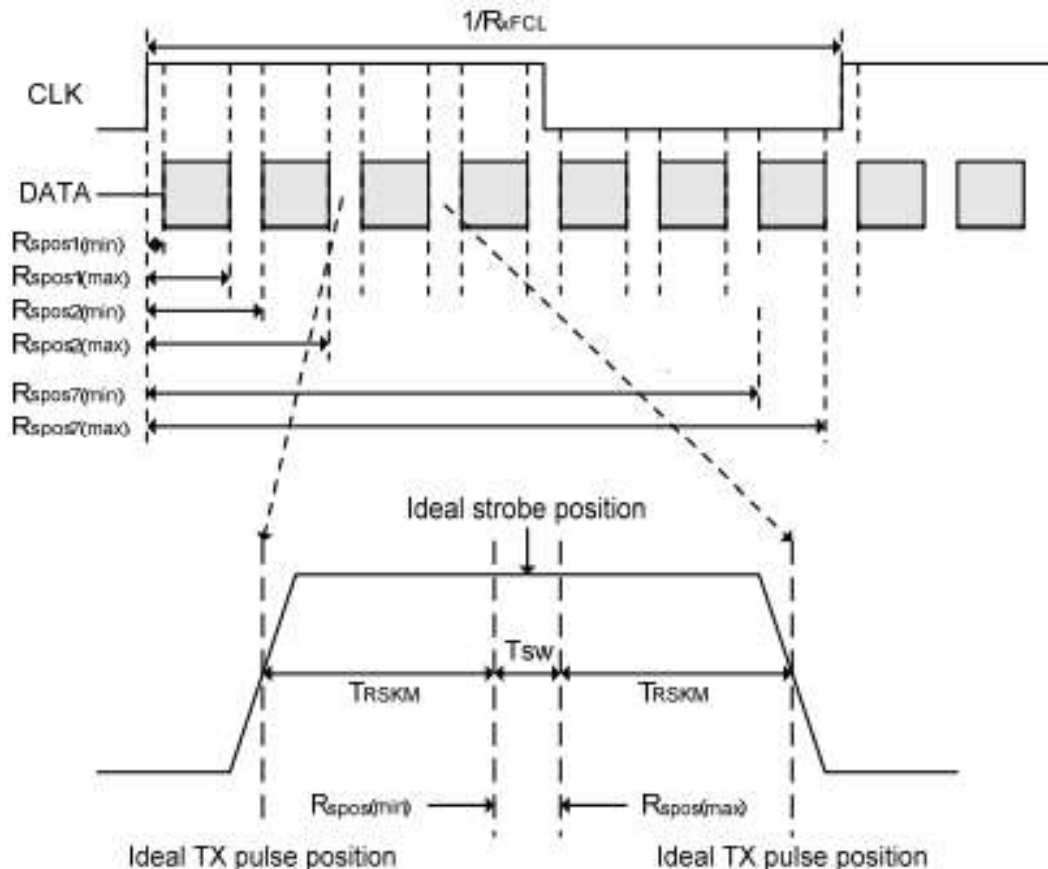 1/RxFCL
CLK
DATA
Rspos1(min)
Rspos1(max)
Rspos2(min)
Rspos2(max)
Rspos7(min)
Rspos7(max)
Ideal strobe position
Tsw
TRSKM TRSKM
Rspos(min) Rspos(max)
Ideal TX pulse position Ideal TX pulse position